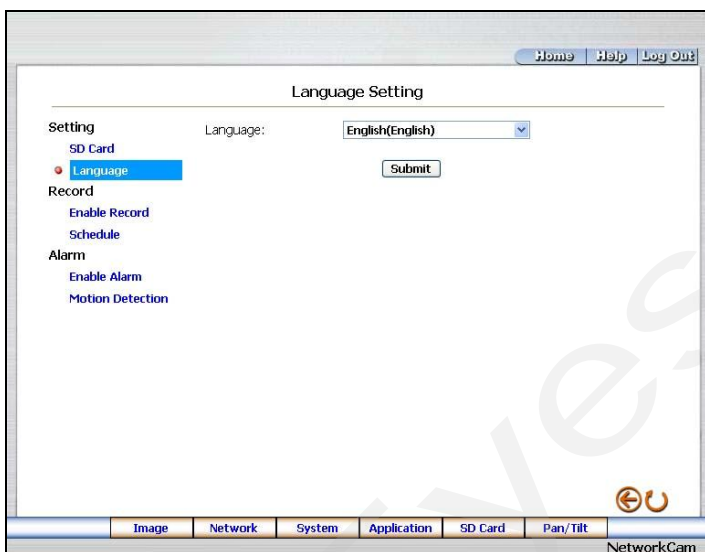 Home Help Log Out
Language Setting
Setting
SD Card
Language
Record
Enable Record
Schedule
Alarm
Enable Alarm
Motion Detection
Language: English(English)
Submit
Image Network System Application SD Card Pan/Tilt
NetworkCam